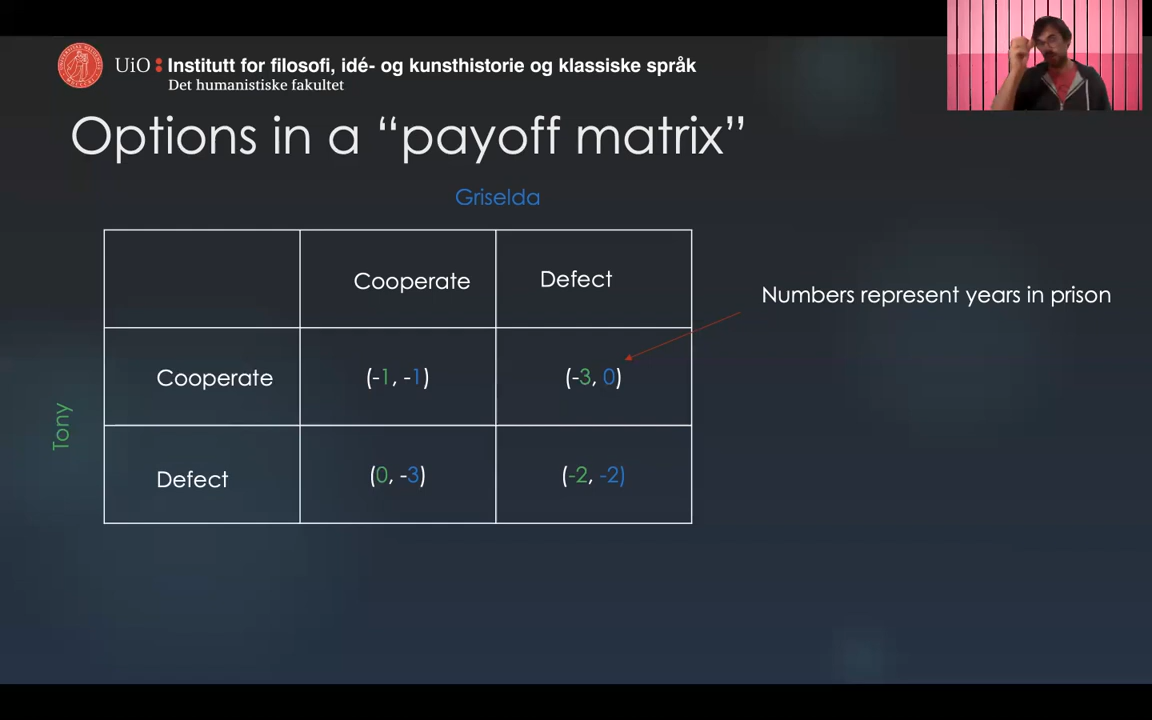 UiO : Institutt for filosofi, idé- og kunsthistorie og klassiske språk
Det humanistiske fakultet
Options in a “payoff matrix”
Griselda
Cooperate Defect
Numbers represent years in prison
Cooperate (-1, -1) (-3, 0)
Tony
Defect (0, -3) (-2, -2)